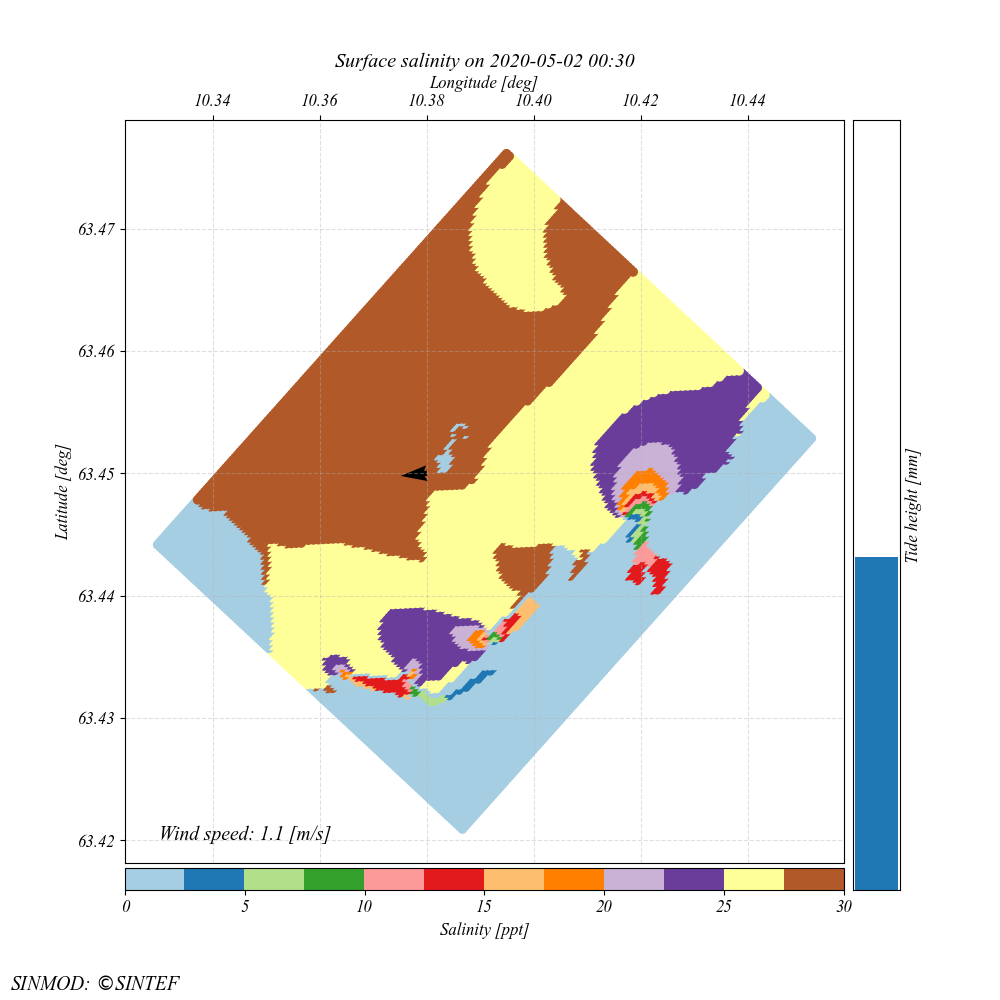 Surface salinity on 2020-05-02 00:30
Longitude [deg]
10.34 10.36 10.38 10.40 10.42 10.44
63.47
63.46
63.45
63.44
63.43
63.42
Latitude [deg]
Tide height [mm]
Wind speed: 1.1 [m/s]
0 5 10 15 20 25 30
Salinity [ppt]
SINMOD: ©SINTEF